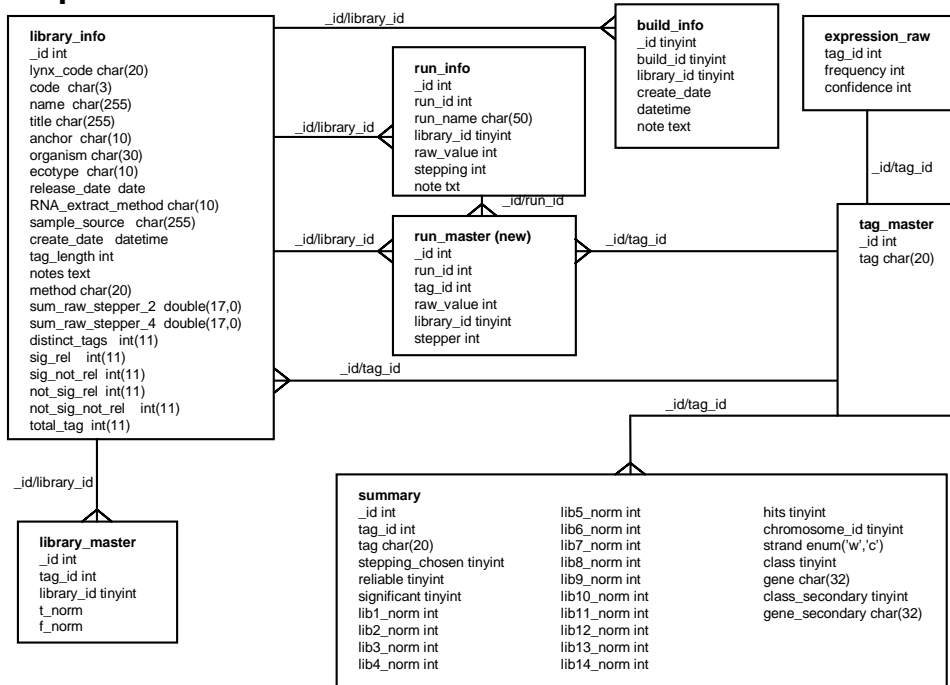 library_info
_id int
lynx_code char(20)
code char(3)
name char(255)
title char(255)
anchor char(10)
organism char(30)
ecotype char(10)
release_date date
RNA_extract_method char(10)
sample_source char(255)
create_date datetime
tag_length int
notes text
method char(20)
sum_raw_stepper_2 double(17,0)
sum_raw_stepper_4 double(17,0)
distinct_tags int(11)
sig_rel int(11)
sig_not_rel int(11)
not_sig_rel int(11)
not_sig_not_rel int(11)
total_tag int(11)
_id/library_id
_id/library_id
_id/library_id
run_info
_id int
run_id int
run_name char(50)
library_id tinyint
raw_value int
stepping int
note txt
_id/run_id
run_master (new)
_id int
run_id int
tag_id int
raw_value int
library_id tinyint
stepper int
build_info
_id tinyint
build_id tinyint
library_id tinyint
create_date
datetime
note text
expression_raw
tag_id int
frequency int
confidence int
_id/tag_id
tag_master
_id int
tag char(20)
_id/tag_id
_id/tag_id
_id/tag_id
_id/library_id
library_master
_id int
tag_id int
library_id tinyint
t_norm
f_norm
summary
_id int
tag_id int
tag char(20)
stepping_chosen tinyint
reliable tinyint
significant tinyint
lib1_norm int
lib2_norm int
lib3_norm int
lib4_norm int
lib5_norm int
lib6_norm int
lib7_norm int
lib8_norm int
lib9_norm int
lib10_norm int
lib11_norm int
lib12_norm int
lib13_norm int
lib14_norm int
hits tinyint
chromosome_id tinyint
strand enum('w','c')
class tinyint
gene char(32)
class_secondary tinyint
gene_secondary char(32)